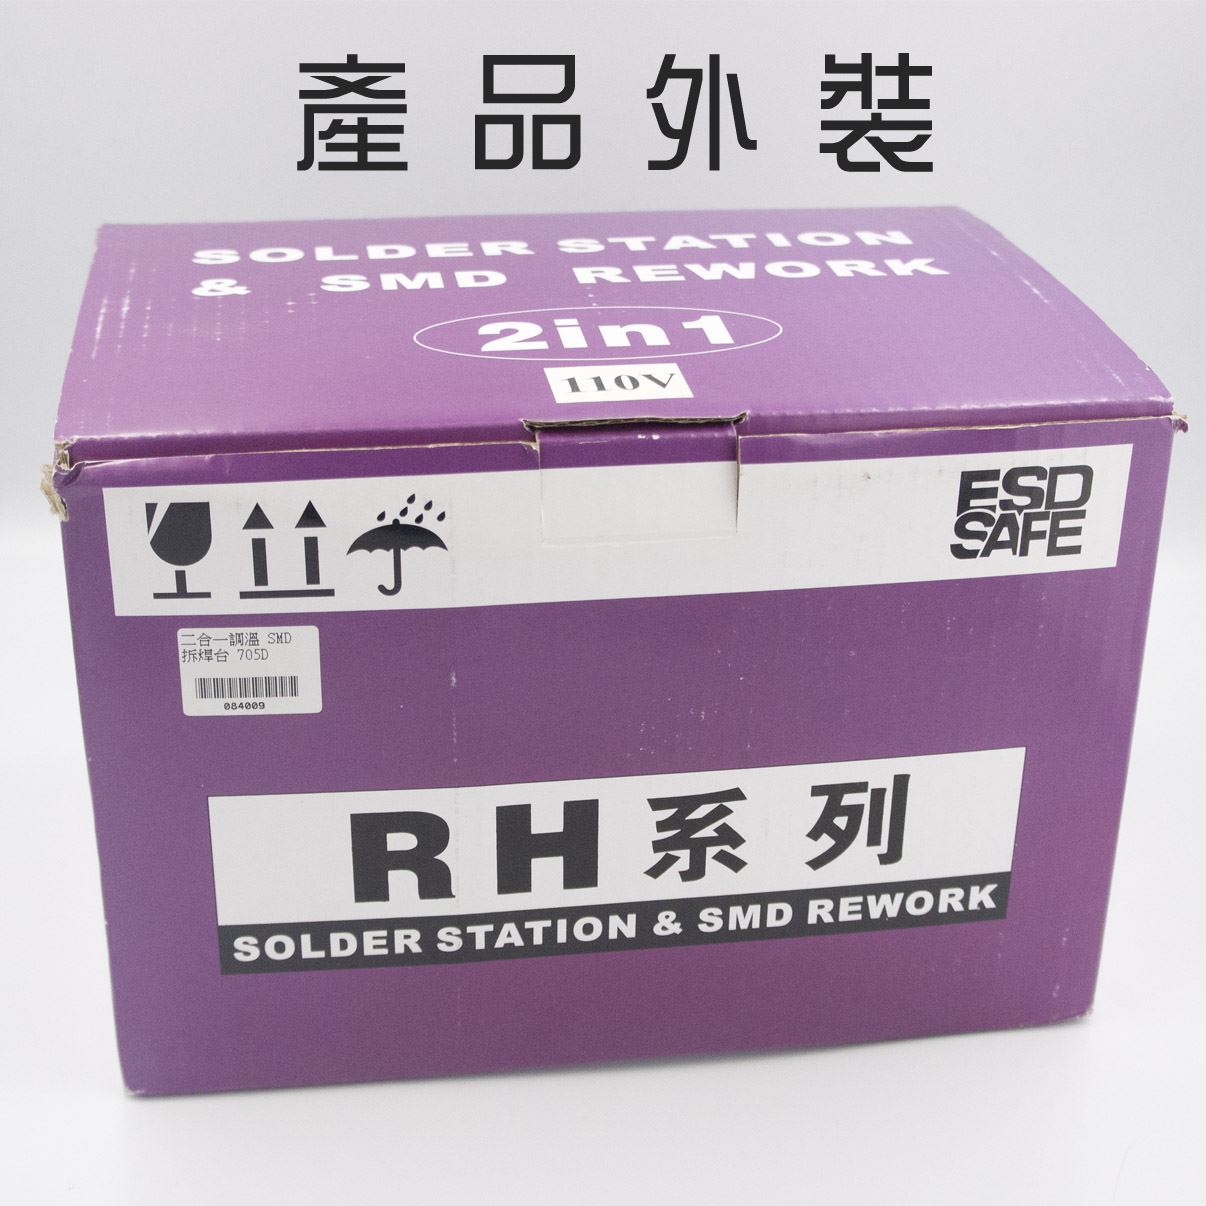 產品外裝
SOLDER STATION
& SMD REWORK
2in1
110V
ESD
SAFE
二合一調溫 SMD
拆焊台 705D
084009
RH系列
SOLDER STATION & SMD REWORK